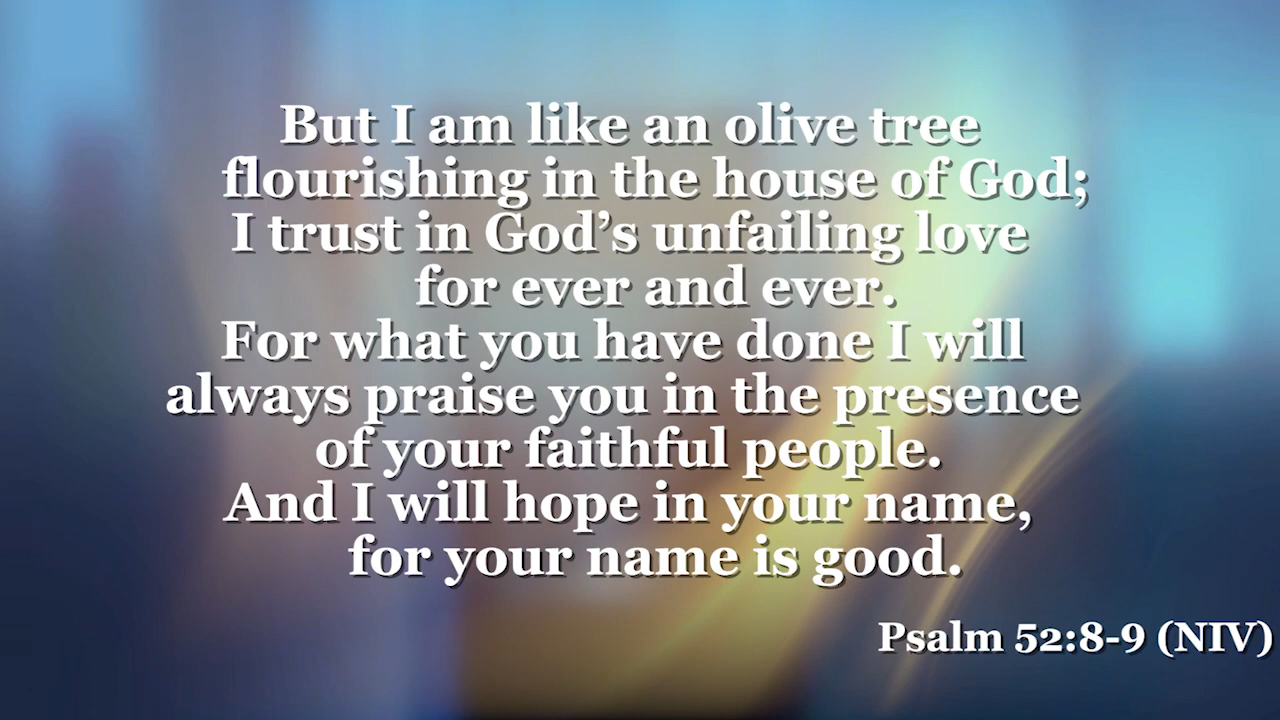 But I am like an olive tree
flourishing in the house of God;
I trust in God’s unfailing love
for ever and ever.
For what you have done I will
always praise you in the presence
of your faithful people.
And I will hope in your name,
for your name is good.
Psalm 52:8-9 (NIV)